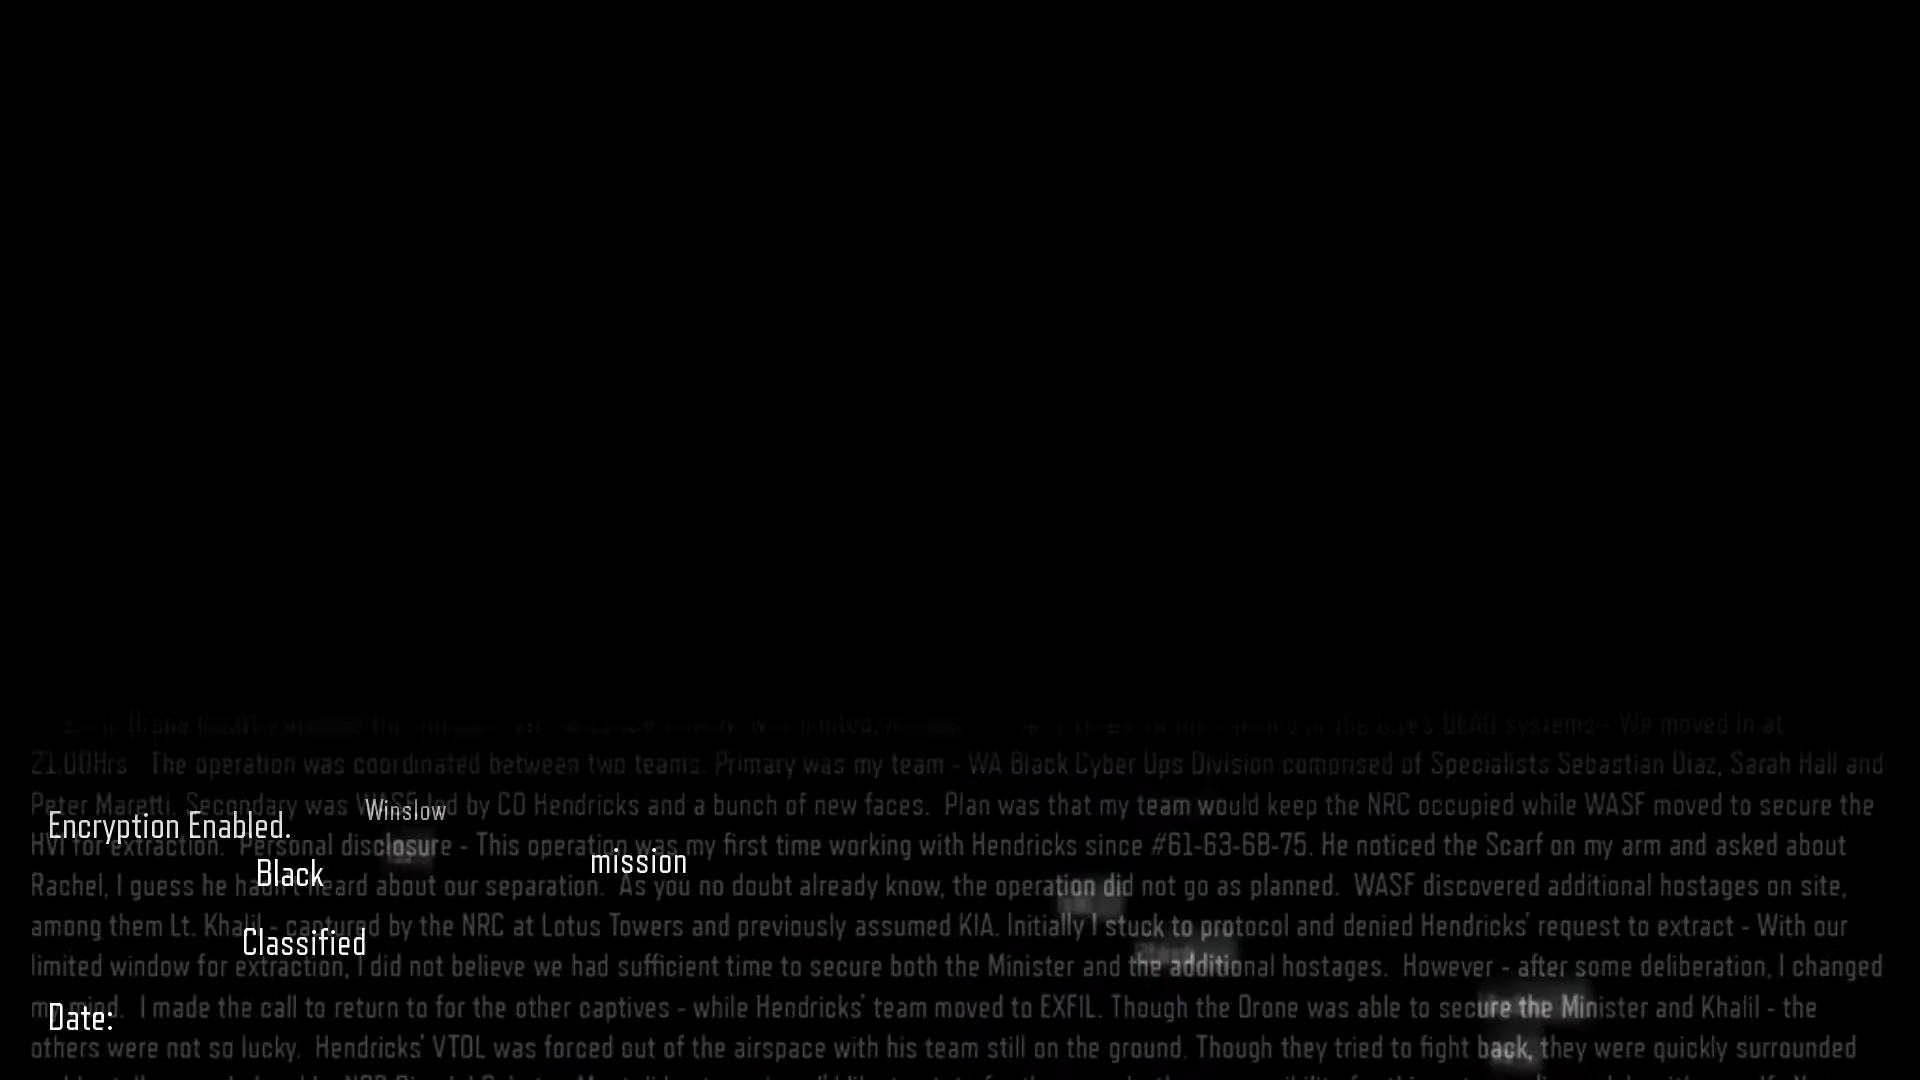 DEAD systems - We moved in at
21.00Hrs The operation was coordinated between two teams. Primary was my team - WA Black Cyber Ops Division comprised of Specialists Sebastian Diaz, Sarah Hall and
Peter Maretti. Secondary was WASF led by CO Hendricks and a bunch of new faces. Plan was that my team would keep the NRC occupied while WASF moved to secure the
Winslow
Encryption Enabled.
HVI for extraction. Personal disclosure - This operation was my first time working with Hendricks since #61-63-6B-75. He noticed the Scarf on my arm and asked about
mission
Black
Rachel, I guess he hadn't heard about our separation. As you no doubt already know, the operation did not go as planned. WASF discovered additional hostages on site,
among them Lt. Khalil - captured by the NRC at Lotus Towers and previously assumed KIA. Initially I stuck to protocol and denied Hendricks' request to extract - With our
Classified
limited window for extraction, I did not believe we had sufficient time to secure both the Minister and the additional hostages. However - after some deliberation, I changed
my mind. I made the call to return to for the other captives - while Hendricks' team moved to EXFIL. Though the Drone was able to secure the Minister and Khalil - the
Date:
others were not so lucky. Hendricks' VTOL was forced out of the airspace with his team still on the ground. Though they tried to fight back, they were quickly surrounded